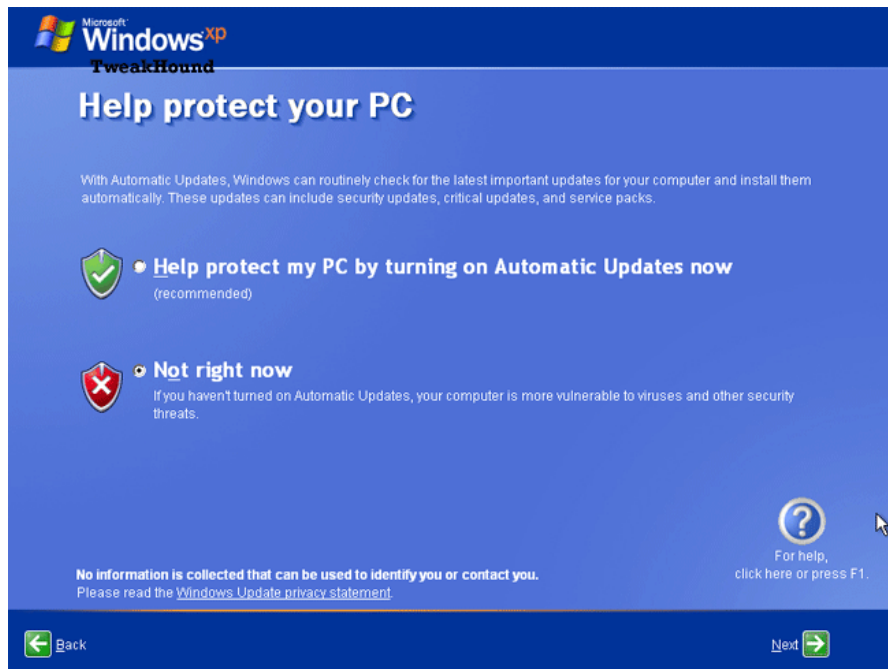 Microsoft
Windows xp
TweakHound
Help protect your PC
With Automatic Updates, Windows can routinely check for the latest important updates for your computer and install them
automatically. These updates can include security updates, critical updates, and service packs.
Help protect my PC by turning on Automatic Updates now
(recommended)
Not right now
If you haven't turned on Automatic Updates, your computer is more vulnerable to viruses and other security
threats.
For help,
click here or press F1.
No information is collected that can be used to identify you or contact you.
Please read the Windows Update privacy statement.
Back
Next